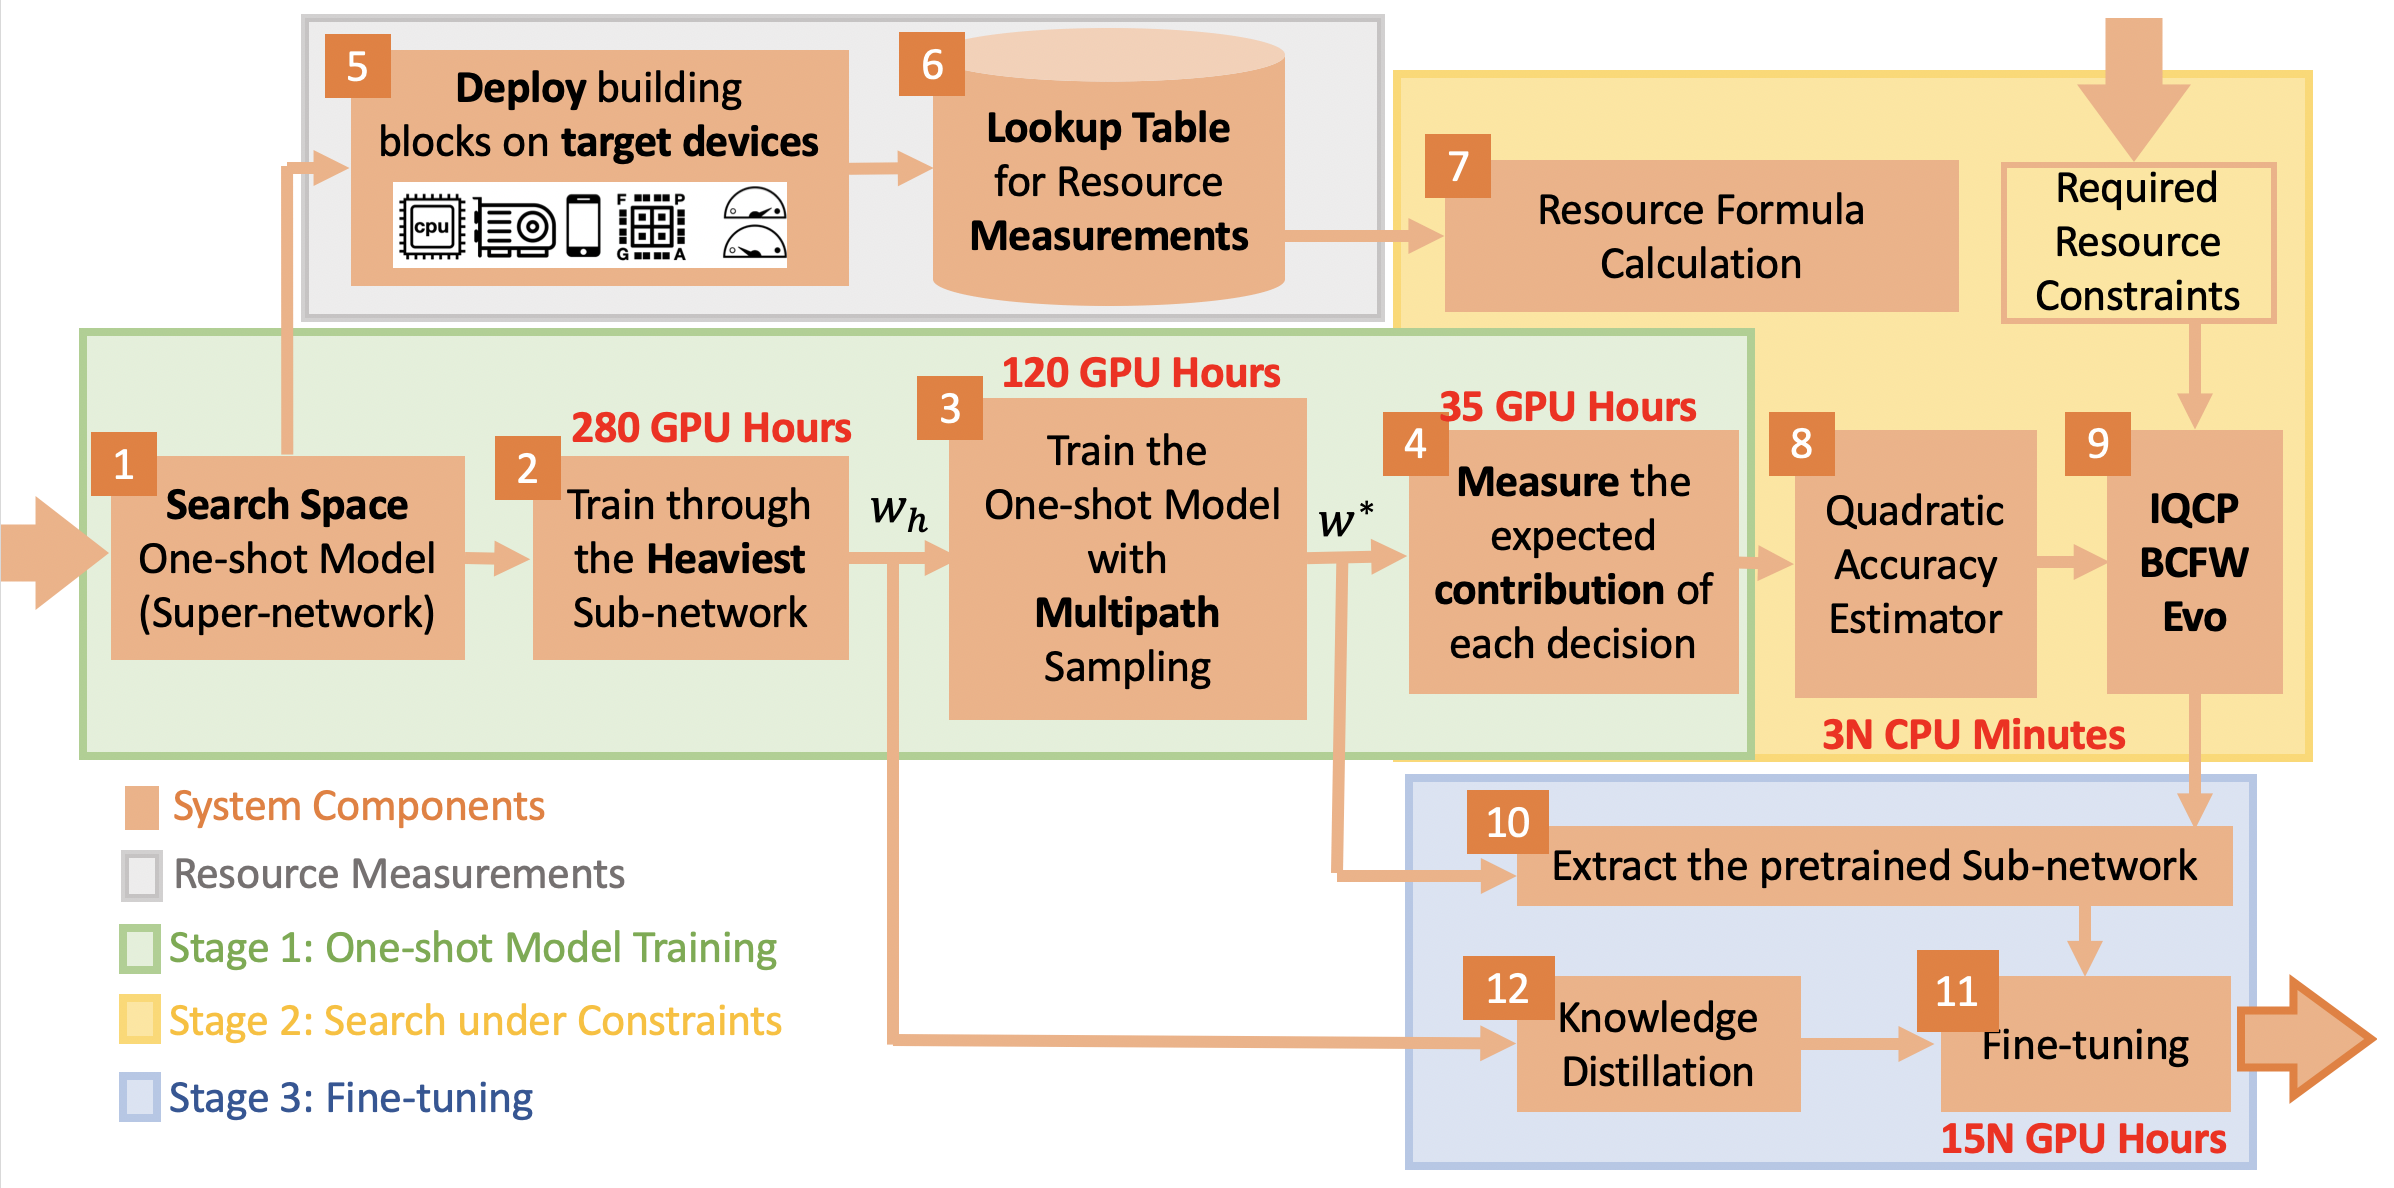 5
Deploy building
blocks on target devices
cpu
F P
G A
6
Lookup Table
for Resource
Measurements
7
Resource Formula
Calculation
Required
Resource
Constraints
1
Search Space
One-shot Model
(Super-network)
280 GPU Hours
2
Train through
the Heaviest
Sub-network
w_h
120 GPU Hours
3
Train the
One-shot Model
with
Multipath
Sampling
w*
35 GPU Hours
4
Measure the
expected
contribution of
each decision
8
Quadratic
Accuracy
Estimator
9
IQCP
BCFW
Evo
3N CPU Minutes
10
Extract the pretrained Sub-network
12
Knowledge
Distillation
11
Fine-tuning
15N GPU Hours
System Components
Resource Measurements
Stage 1: One-shot Model Training
Stage 2: Search under Constraints
Stage 3: Fine-tuning